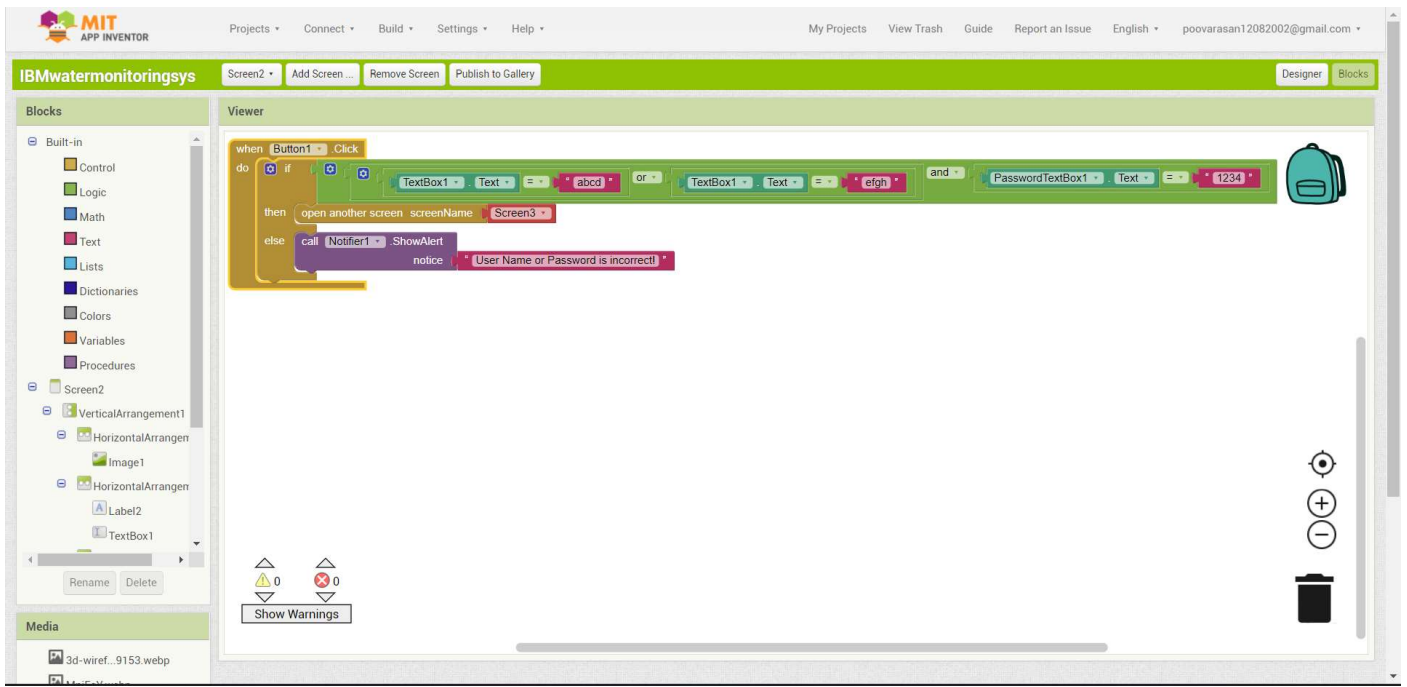 MIT
APP INVENTOR
Projects Connect Build Settings Help My Projects View Trash Guide Report an Issue English poovarasan12082002@gmail.com
IBMwatermonitoringsys Screen2 Add Screen ... Remove Screen Publish to Gallery Designer Blocks
Blocks Viewer
Built-in
Control
Logic
Math
Text
Lists
Dictionaries
Colors
Variables
Procedures
Screen2
VerticalArrangement1
HorizontalArrangem
Image1
HorizontalArrangem
Label2
TextBox1
Rename Delete
Media
3d-wiref...9153.webp
when Button1 .Click
do if TextBox1 . Text = " abcd " or TextBox1 . Text = " efgh " and PasswordTextBox1 . Text = " 1234 "
then open another screen screenName Screen3
else call Notifier1 .ShowAlert
notice " User Name or Password is incorrect! "
0 0
Show Warnings